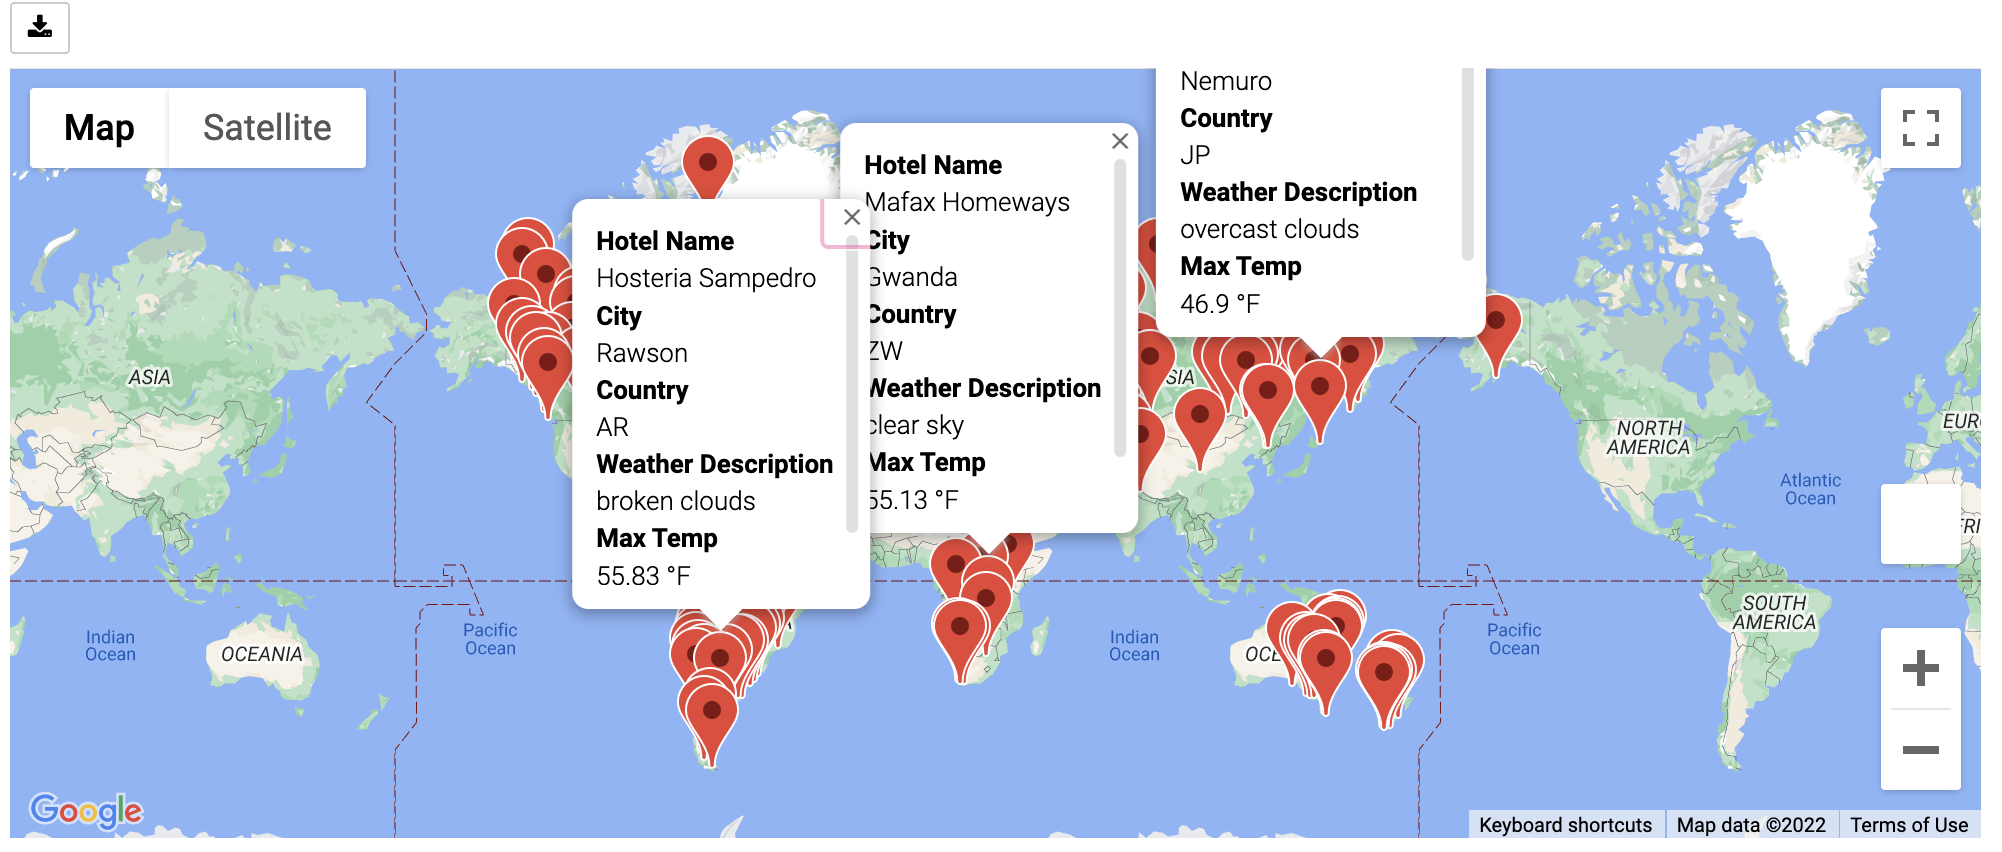 Map
Satellite
Nemuro
Country
JP
Weather Description
overcast clouds
Max Temp
46.9 °F
Hotel Name
Mafax Homeways
City
Gwanda
Country
ZW
Weather Description
clear sky
Max Temp
55.13 °F
Hotel Name
Hosteria Sampedro
City
Rawson
Country
AR
Weather Description
broken clouds
Max Temp
55.83 °F
ASIA
SIA
NORTH
AMERICA
EUR
Atlantic
Ocean
FRI
SOUTH
AMERICA
Indian
Ocean
OCEANIA
Pacific
Ocean
Indian
Ocean
OCE
Pacific
Ocean
Google
Keyboard shortcuts
Map data ©2022
Terms of Use